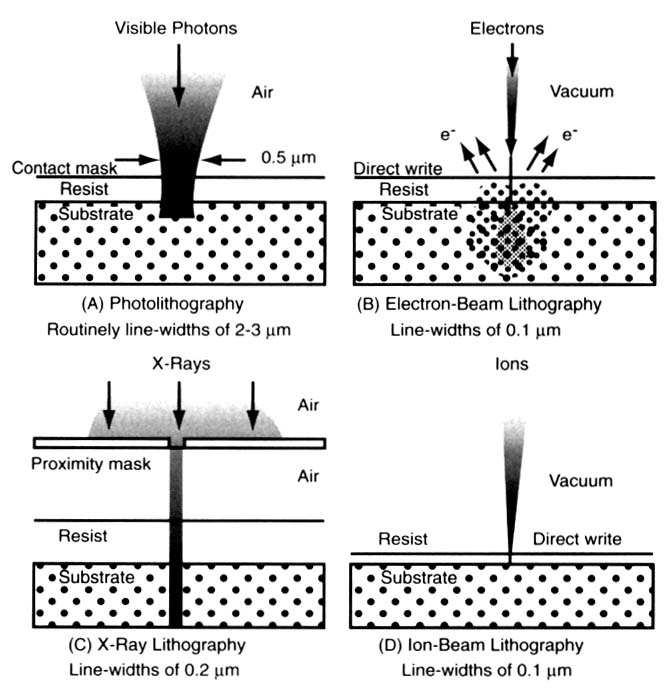 Visible Photons
Air
0.5 μm
Contact mask
Resist
Substrate
(A) Photolithography
Routinely line-widths of 2-3 μm
Electrons
Vacuum
e-
e-
Direct write
Resist
Substrate
(B) Electron-Beam Lithography
Line-widths of 0.1 μm
X-Rays
Air
Proximity mask
Air
Resist
Substrate
(C) X-Ray Lithography
Line-widths of 0.2 μm
Ions
Vacuum
Resist
Direct write
Substrate
(D) Ion-Beam Lithography
Line-widths of 0.1 μm